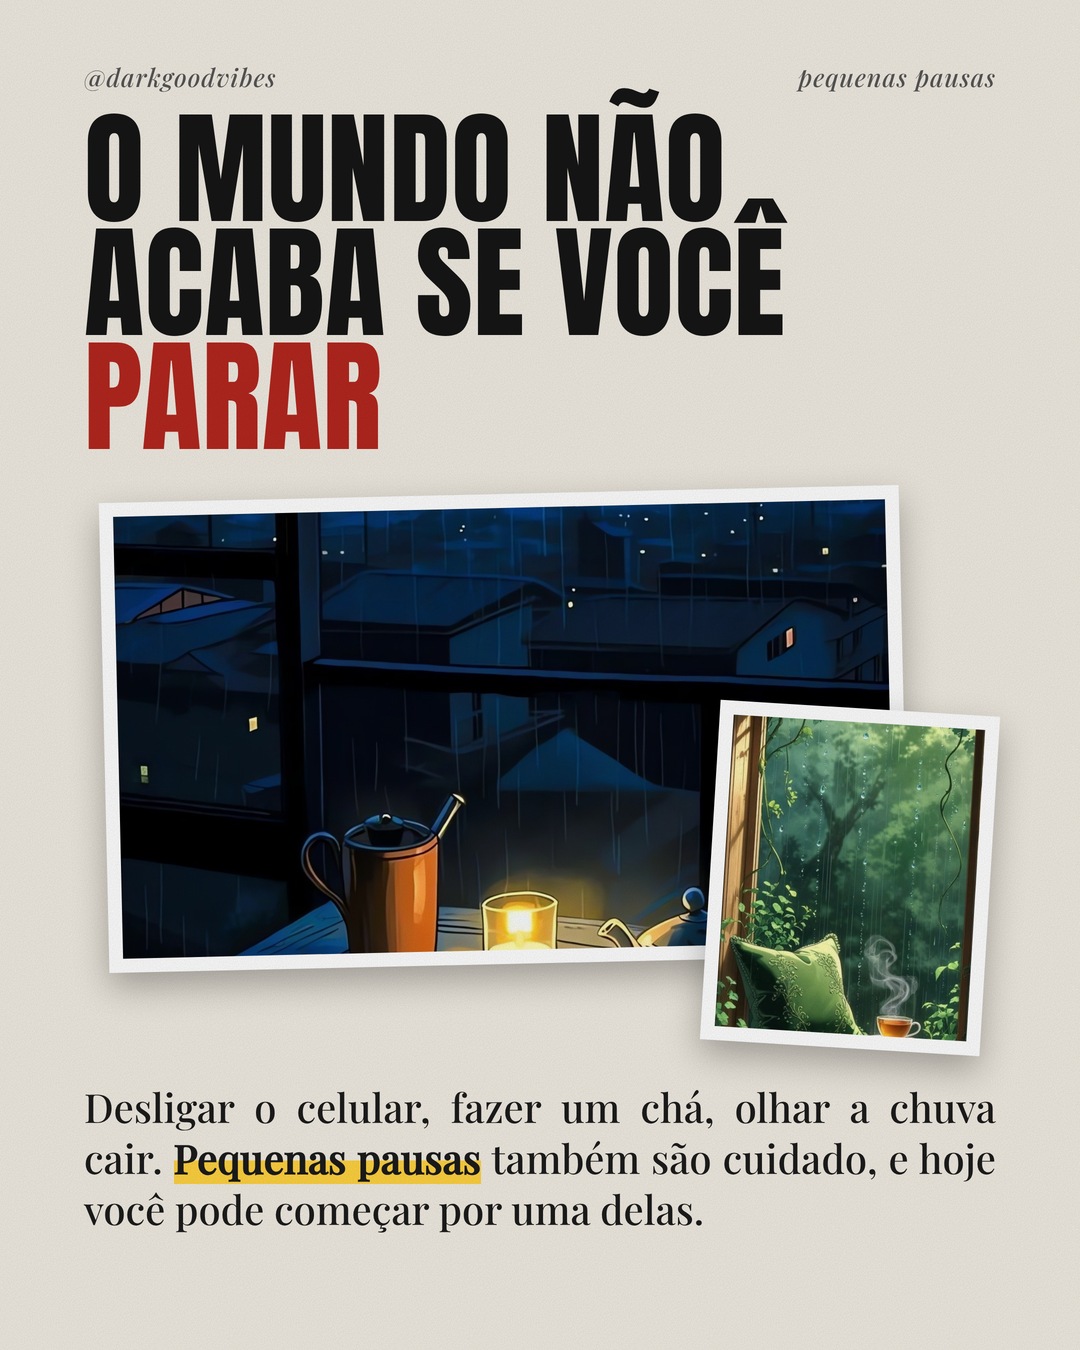 @darkgoodvibes
pequenas pausas
O MUNDO NÃO
ACABA SE VOCÊ
PARAR
Desligar o celular, fazer um chá, olhar a chuva
cair. Pequenas pausas também são cuidado, e hoje
você pode começar por uma delas.